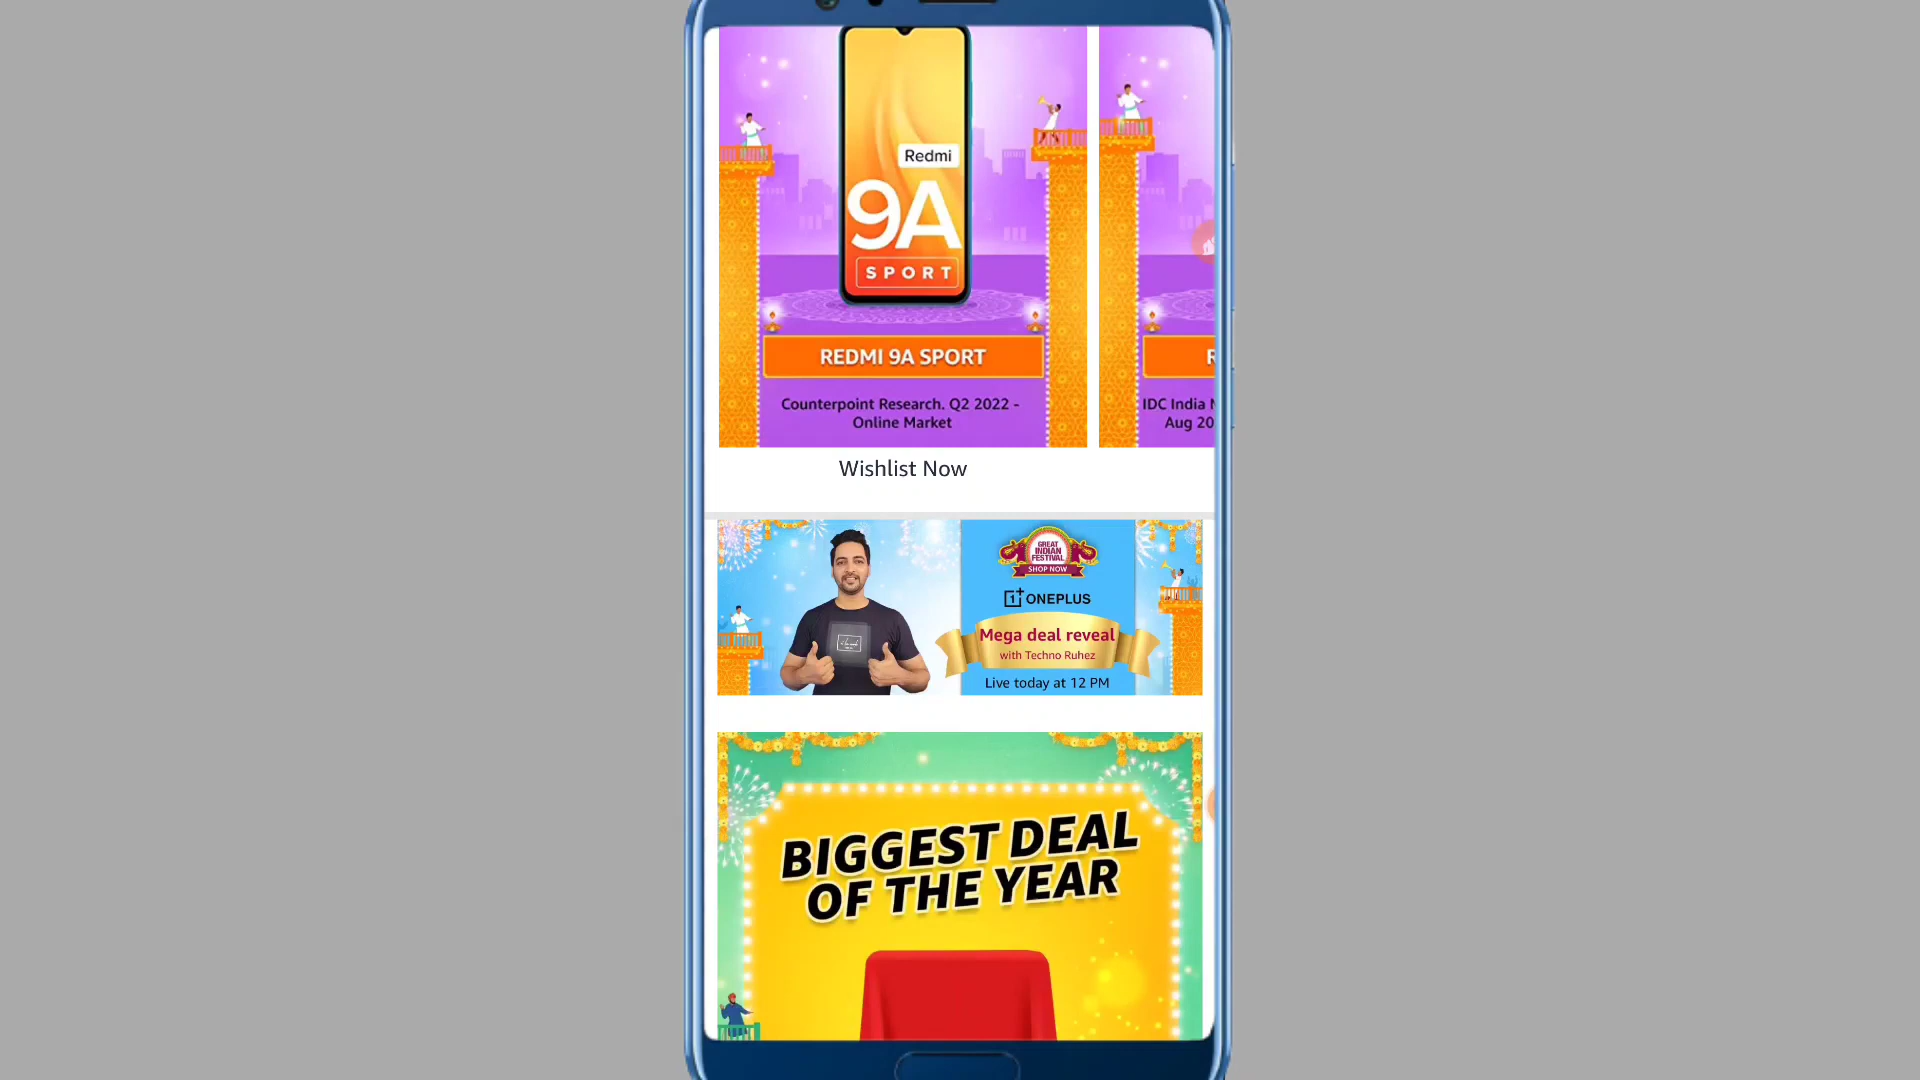 Redmi
9A
SPORT
REDMI 9A SPORT
Counterpoint Research. Q2 2022 -
Online Market
IDC India
Aug 20
Wishlist Now
GREAT
INDIAN
FESTIVAL
SHOP NOW
1+ ONEPLUS
Mega deal reveal
with Techno Ruhez
Live today at 12 PM
BIGGEST DEAL
OF THE YEAR